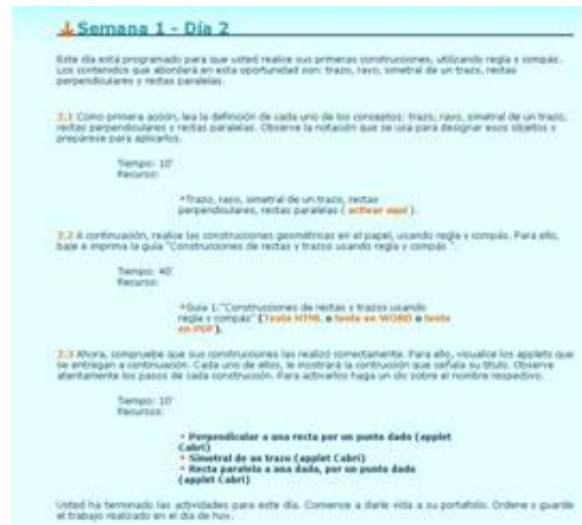 Semana 1 - Día 2
Este día está programado para que usted realice sus primeras construcciones, utilizando regla y compás.
Los contenidos que abordará en esta oportunidad son: trazo, rayo, simetral de un trazo, rectas
perpendiculares y rectas paralelas.
2.1 Como primera acción, lea la definición de cada uno de los conceptos: trazo, rayo, simetral de un trazo,
rectas perpendiculares y rectas paralelas. Observe la notación que se usa para designar esos objetos y
prepárese para aplicarlos.
Tiempo: 10'
Recurso:
*Trazo, rayo, simetral de un trazo, rectas
perpendiculares, rectas paralelas ( activar aquí ).
2.2 A continuación, realice las construcciones geométricas en el papel, usando regla y compás. Para ello,
baje e imprima la guía "Construcciones de rectas y trazos usando regla y compás ".
Tiempo: 40'
Recurso:
*Guía 1:"Construcciones de rectas y trazos usando
regla y compás" (Texto HTML o texto en WORD o texto
en PDF).
2.3 Ahora, compruebe que sus construcciones las realizó correctamente. Para ello, visualice los applets que
se entregan a continuación. Cada uno de ellos, le mostrará la contrucción que señala su título. Observe
atentamente los pasos de cada construcción. Para activarlos haga un clic sobre el nombre respectivo.
Tiempo: 10'
Recursos:
* Perpendicular a una recta por un punto dado (applet
Cabri)
* Simetral de un trazo (applet Cabri)
* Recta paralela a una dada, por un punto dado
(applet Cabri)
Usted ha terminado las actividades para este día. Comience a darle vida a su portafolio. Ordene y guarde
el trabajo realizado en el día de hoy.